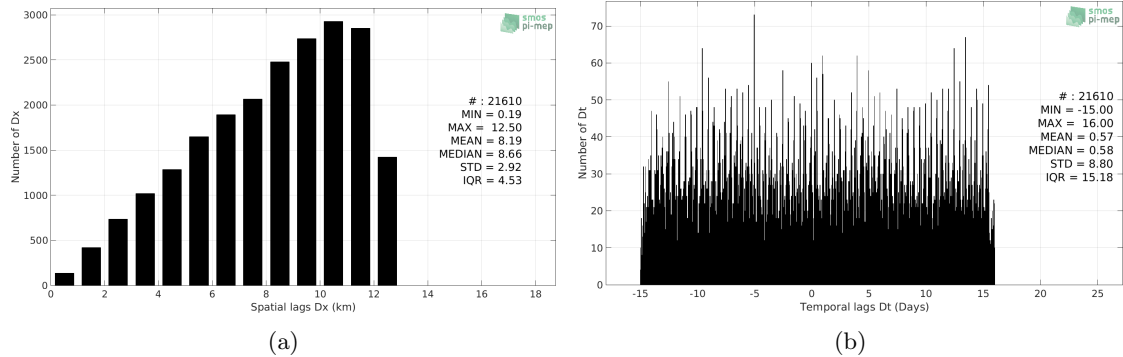 3000
2500
2000
1500
1000
500
0
Number of Dx
0 2 4 6 8 10 12 14 16 18
Spatial lags Dx (km)
smos
pi-mep
# : 21610
MIN = 0.19
MAX = 12.50
MEAN = 8.19
MEDIAN = 8.66
STD = 2.92
IQR = 4.53
(a)
70
60
50
40
30
20
10
0
Number of Dt
-15 -10 -5 0 5 10 15 20 25
Temporal lags Dt (Days)
smos
pi-mep
# : 21610
MIN = -15.00
MAX = 16.00
MEAN = 0.57
MEDIAN = 0.58
STD = 8.80
IQR = 15.18
(b)